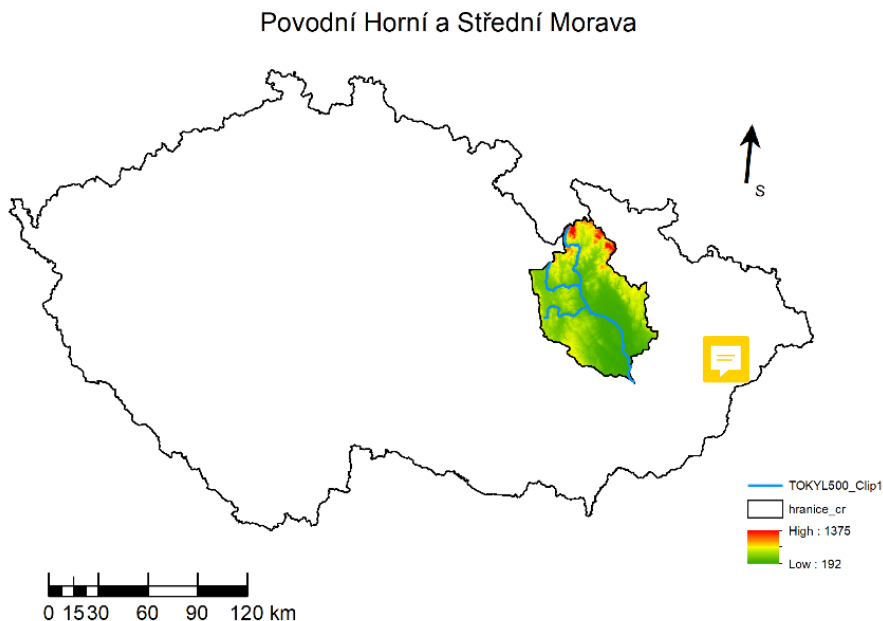 Povodní Horní a Střední Morava
S
TOKYL500_Clip1
hranice_cr
High : 1375
Low : 192
0 15 30 60 90 120 km